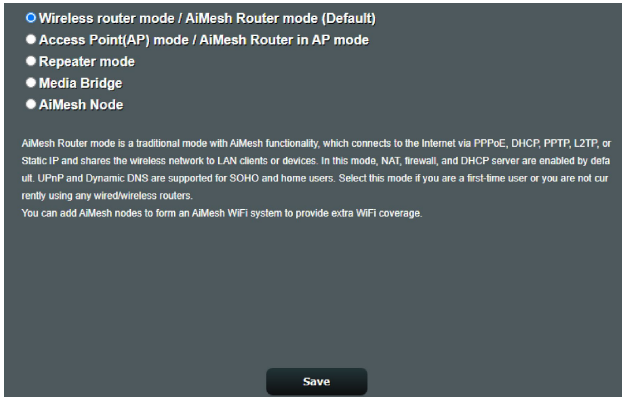 Wireless router mode / AiMesh Router mode (Default)
Access Point(AP) mode / AiMesh Router in AP mode
Repeater mode
Media Bridge
AiMesh Node
AiMesh Router mode is a traditional mode with AiMesh functionality, which connects to the Internet via PPPoE, DHCP, PPTP, L2TP, or
Static IP and shares the wireless network to LAN clients or devices. In this mode, NAT, firewall, and DHCP server are enabled by defa
ult. UPnP and Dynamic DNS are supported for SOHO and home users. Select this mode if you are a first-time user or you are not cur
rently using any wired/wireless routers.
You can add AiMesh nodes to form an AiMesh WiFi system to provide extra WiFi coverage.
Save